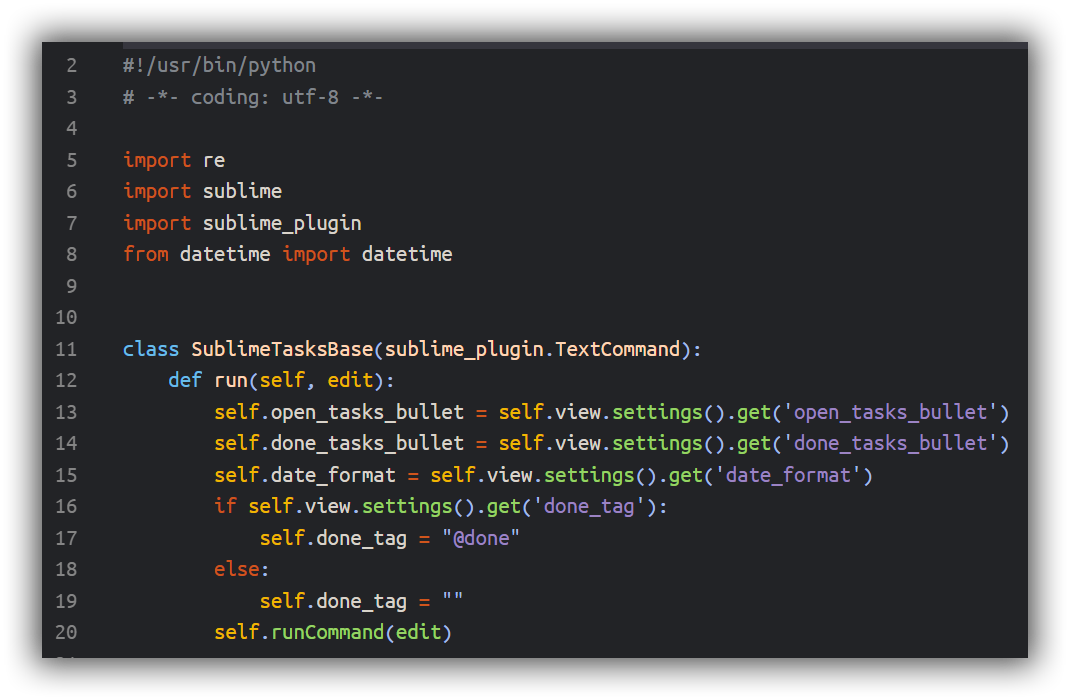 2 #!/usr/bin/python
3 # -*- coding: utf-8 -*-
4
5 import re
6 import sublime
7 import sublime_plugin
8 from datetime import datetime
9
10
11 class SublimeTasksBase(sublime_plugin.TextCommand):
12     def run(self, edit):
13         self.open_tasks_bullet = self.view.settings().get('open_tasks_bullet')
14         self.done_tasks_bullet = self.view.settings().get('done_tasks_bullet')
15         self.date_format = self.view.settings().get('date_format')
16         if self.view.settings().get('done_tag'):
17             self.done_tag = "@done"
18         else:
19             self.done_tag = ""
20         self.runCommand(edit)